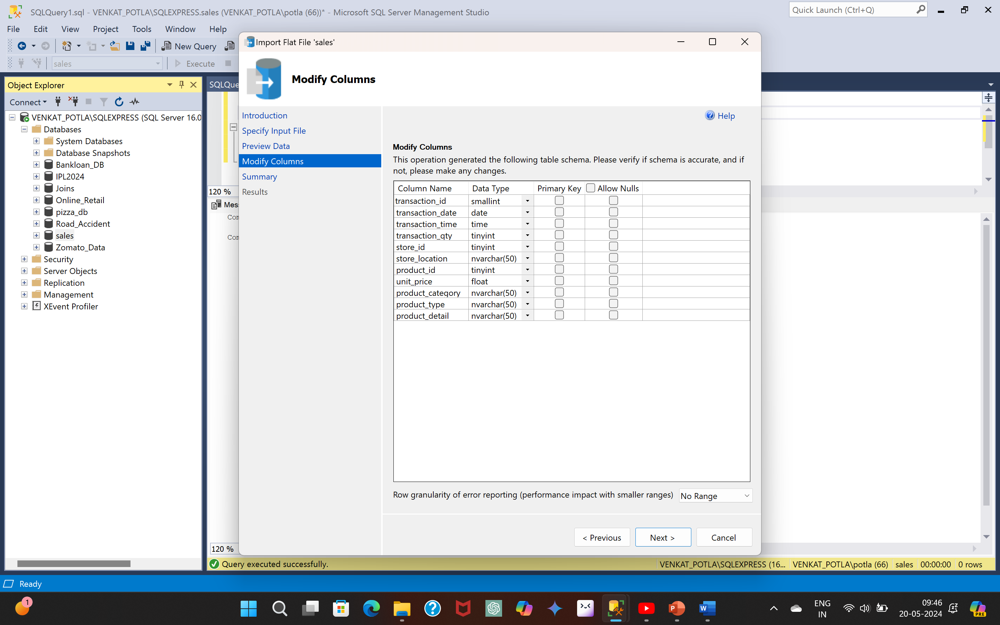 SQLQuery1.sql - VENKAT_POTLA\SQLEXPRESS.sales (VENKAT_POTLA\potla (66))* - Microsoft SQL Server Management Studio
Quick Launch (Ctrl+Q)
File Edit View Project Tools Window Help
New Query
sales
Execute
Object Explorer
Connect
VENKAT_POTLA\SQLEXPRESS (SQL Server 16.0
Databases
System Databases
Database Snapshots
Bankloan_DB
IPL2024
Joins
Online_Retail
pizza_db
Road_Accident
sales
Zomato_Data
Security
Server Objects
Replication
Management
XEvent Profiler
SQLQue
120 %
Mes
Con
Con
120 %
Import Flat File 'sales'
Modify Columns
Introduction
Specify Input File
Preview Data
Modify Columns
Summary
Results
Help
Modify Columns
This operation generated the following table schema. Please verify if schema is accurate, and if
not, please make any changes.
Column Name Data Type Primary Key Allow Nulls
transaction_id smallint
transaction_date date
transaction_time time
transaction_qty tinyint
store_id tinyint
store_location nvarchar(50)
product_id tinyint
unit_price float
product_category nvarchar(50)
product_type nvarchar(50)
product_detail nvarchar(50)
Row granularity of error reporting (performance impact with smaller ranges) No Range
< Previous Next > Cancel
Query executed successfully. VENKAT_POTLA\SQLEXPRESS (16... VENKAT_POTLA\potla (66) sales 00:00:00 0 rows
Ready
1
ENG
IN
09:46
20-05-2024
PRE